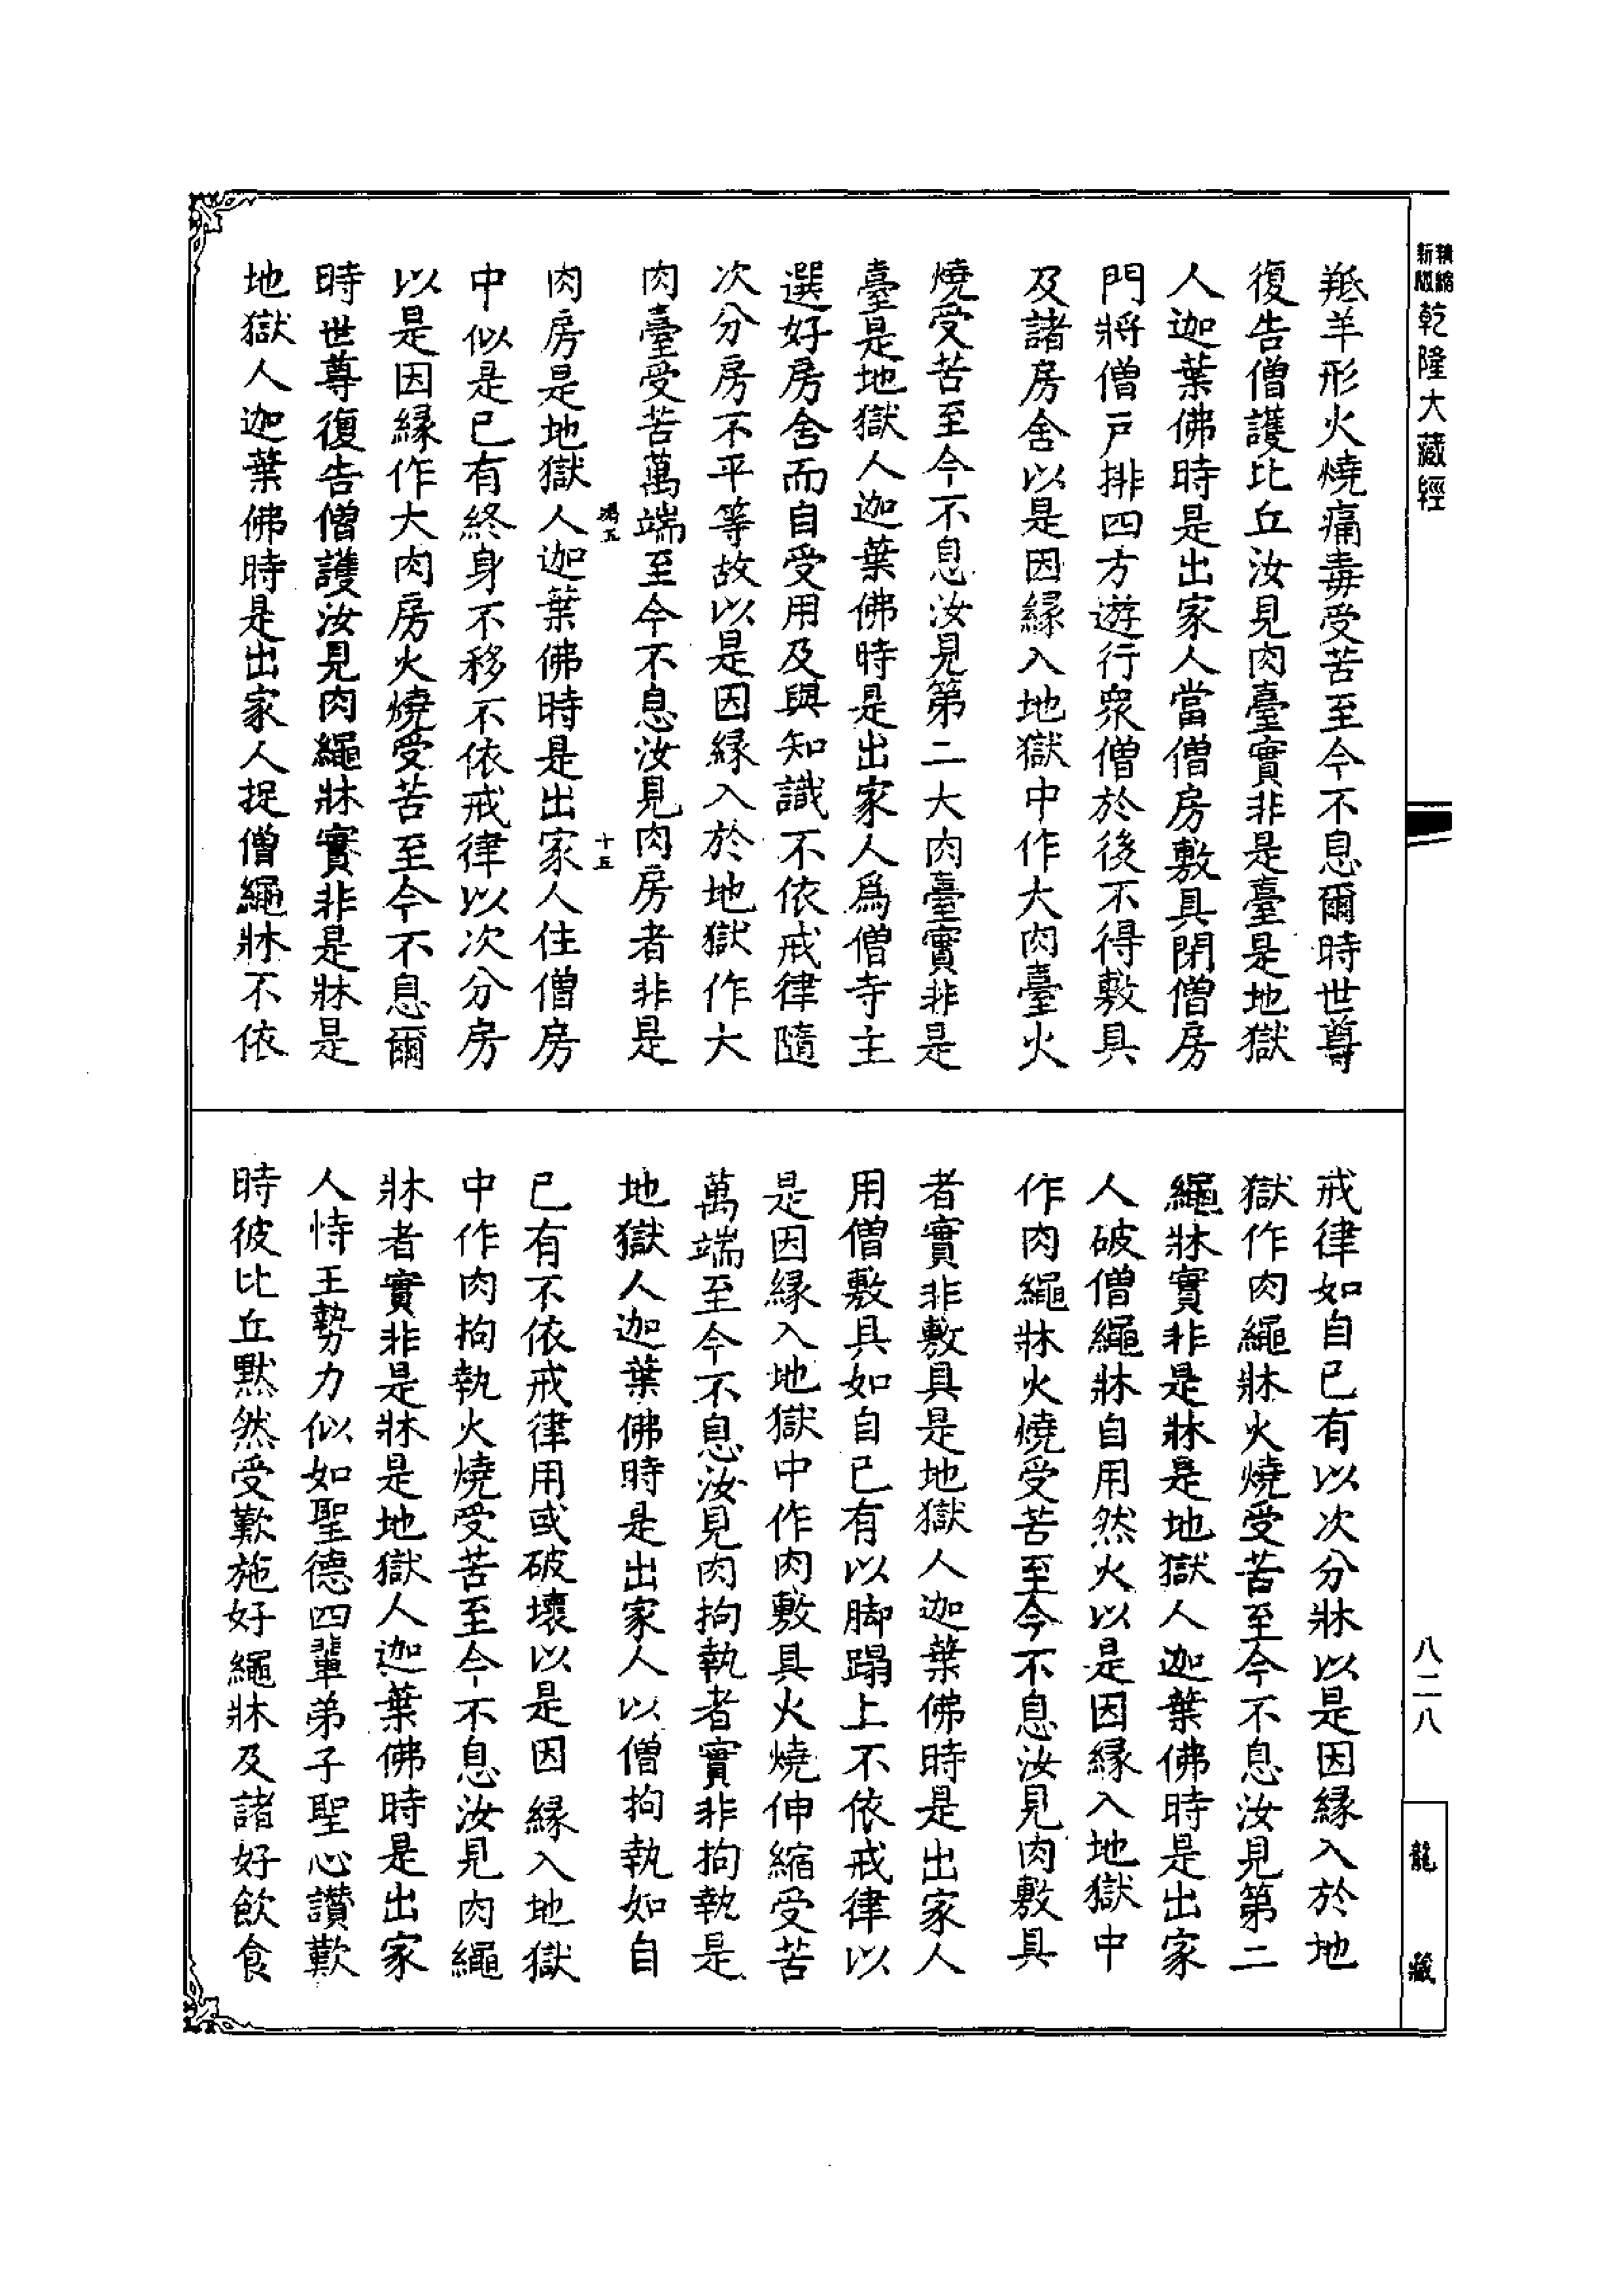 精縮
新版
乾隆大藏經
羝羊形火燒痛毒受苦至今不息爾時世尊
復告僧護比丘汝見肉臺實非是臺是地獄
人迦葉佛時是出家人當僧房敷具閉僧房
門將僧戶排四方遊行衆僧於後不得敷具
及諸房舍以是因緣入地獄中作大肉臺火
燒受苦至今不息汝見第二大肉臺實非是
臺是地獄人迦葉佛時是出家人爲僧寺主
選好房舍而自受用及與知識不依戒律隨
次分房不平等故以是因緣入於地獄作大
肉臺受苦萬端至今不息汝見肉房者非是
十五
肉房是地獄人迦葉佛時是出家人住僧房
中似是已有終身不移不依戒律以次分房
以是因緣作大肉房火燒受苦至今不息爾
時世尊復告僧護汝見肉繩牀實非是牀是
地獄人迦葉佛時是出家人捉僧繩牀不依
戒律如自已有以次分牀以是因緣入於地
獄作肉繩牀火燒受苦至今不息汝見第二
繩牀實非是牀是地獄人迦葉佛時是出家
人破僧繩牀自用然火以是因緣入地獄中
作肉繩牀火燒受苦至今不息汝見肉敷具
者實非敷具是地獄人迦葉佛時是出家人
用僧敷具如自已有以脚蹋上不依戒律以
是因緣入地獄中作肉敷具火燒伸縮受苦
萬端至今不息汝見肉拘執者實非拘執是
地獄人迦葉佛時是出家人以僧拘執如自
已有不依戒律用或破壞以是因緣入地獄
中作肉拘執火燒受苦至今不息汝見肉繩
牀者實非是牀是地獄人迦葉佛時是出家
人恃王勢力似如聖德四輩弟子聖心讚歎
時彼比丘默然受歎施好繩牀及諸好飲食
八二八
龍藏